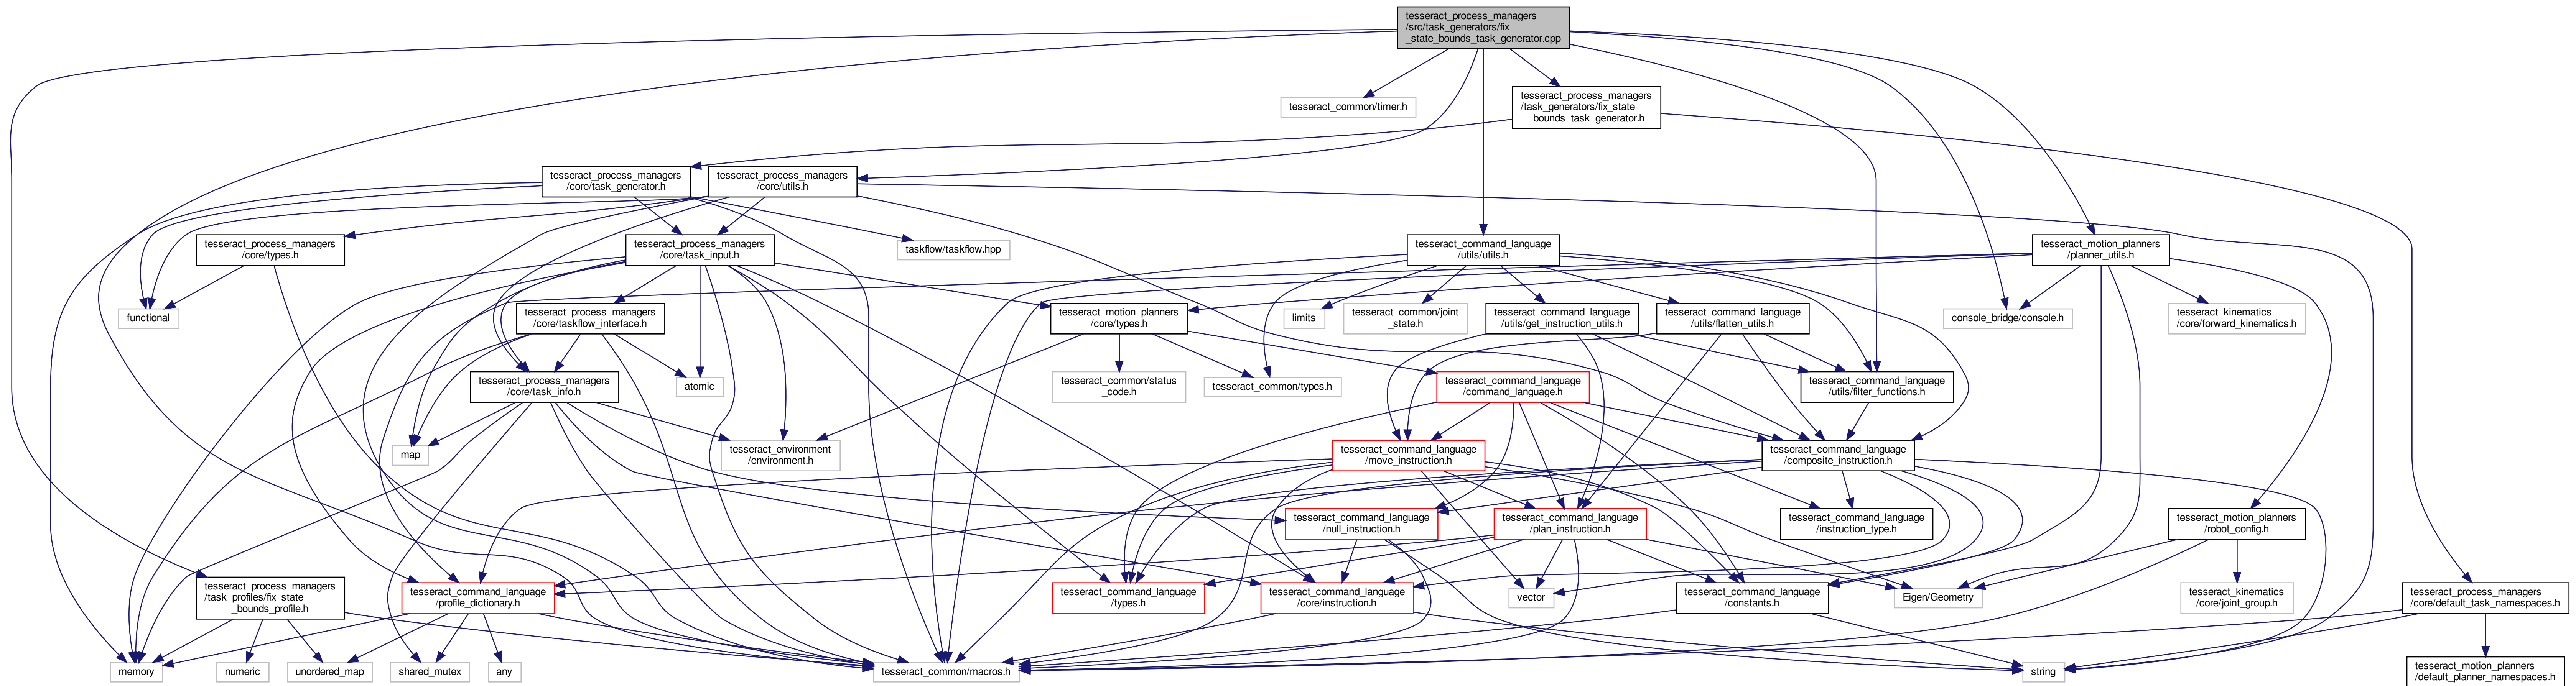 tesseract_process_managers
/src/task_generators/fix
_state_bounds_task_generator.cpp
tesseract_common/timer.h
tesseract_process_managers
/task_generators/fix_state
_bounds_task_generator.h
tesseract_process_managers
/core/task_generator.h
tesseract_process_managers
/core/utils.h
tesseract_process_managers
/core/types.h
tesseract_process_managers
/core/task_input.h
taskflow/taskflow.hpp
tesseract_command_language
/utils/utils.h
tesseract_motion_planners
/planner_utils.h
functional
tesseract_process_managers
/core/taskflow_interface.h
tesseract_motion_planners
/core/types.h
limits
tesseract_common/joint
_state.h
tesseract_command_language
/utils/get_instruction_utils.h
tesseract_command_language
/utils/flatten_utils.h
console_bridge/console.h
tesseract_kinematics
/core/forward_kinematics.h
tesseract_process_managers
/core/task_info.h
atomic
tesseract_common/status
_code.h
tesseract_common/types.h
tesseract_command_language
/command_language.h
tesseract_command_language
/utils/filter_functions.h
map
tesseract_environment
/environment.h
tesseract_command_language
/move_instruction.h
tesseract_command_language
/composite_instruction.h
tesseract_command_language
/null_instruction.h
tesseract_command_language
/plan_instruction.h
tesseract_command_language
/instruction_type.h
tesseract_motion_planners
/robot_config.h
tesseract_process_managers
/task_profiles/fix_state
_bounds_profile.h
tesseract_command_language
/profile_dictionary.h
tesseract_command_language
/types.h
tesseract_command_language
/core/instruction.h
vector
tesseract_command_language
/constants.h
Eigen/Geometry
tesseract_kinematics
/core/joint_group.h
tesseract_process_managers
/core/default_task_namespaces.h
memory
numeric
unordered_map
shared_mutex
any
tesseract_common/macros.h
string
tesseract_motion_planners
/default_planner_namespaces.h